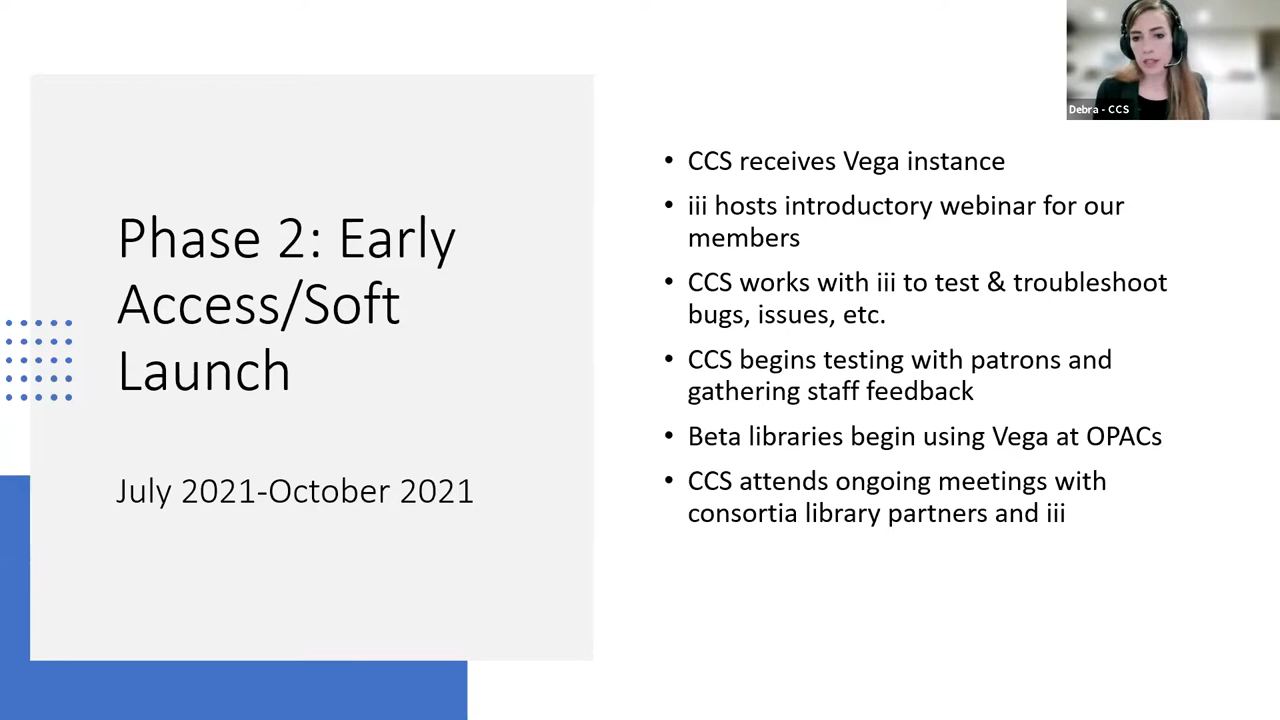 Debra - CCS
Phase 2: Early
Access/Soft
Launch
July 2021-October 2021
• CCS receives Vega instance
• iii hosts introductory webinar for our
members
• CCS works with iii to test & troubleshoot
bugs, issues, etc.
• CCS begins testing with patrons and
gathering staff feedback
• Beta libraries begin using Vega at OPACs
• CCS attends ongoing meetings with
consortia library partners and iii